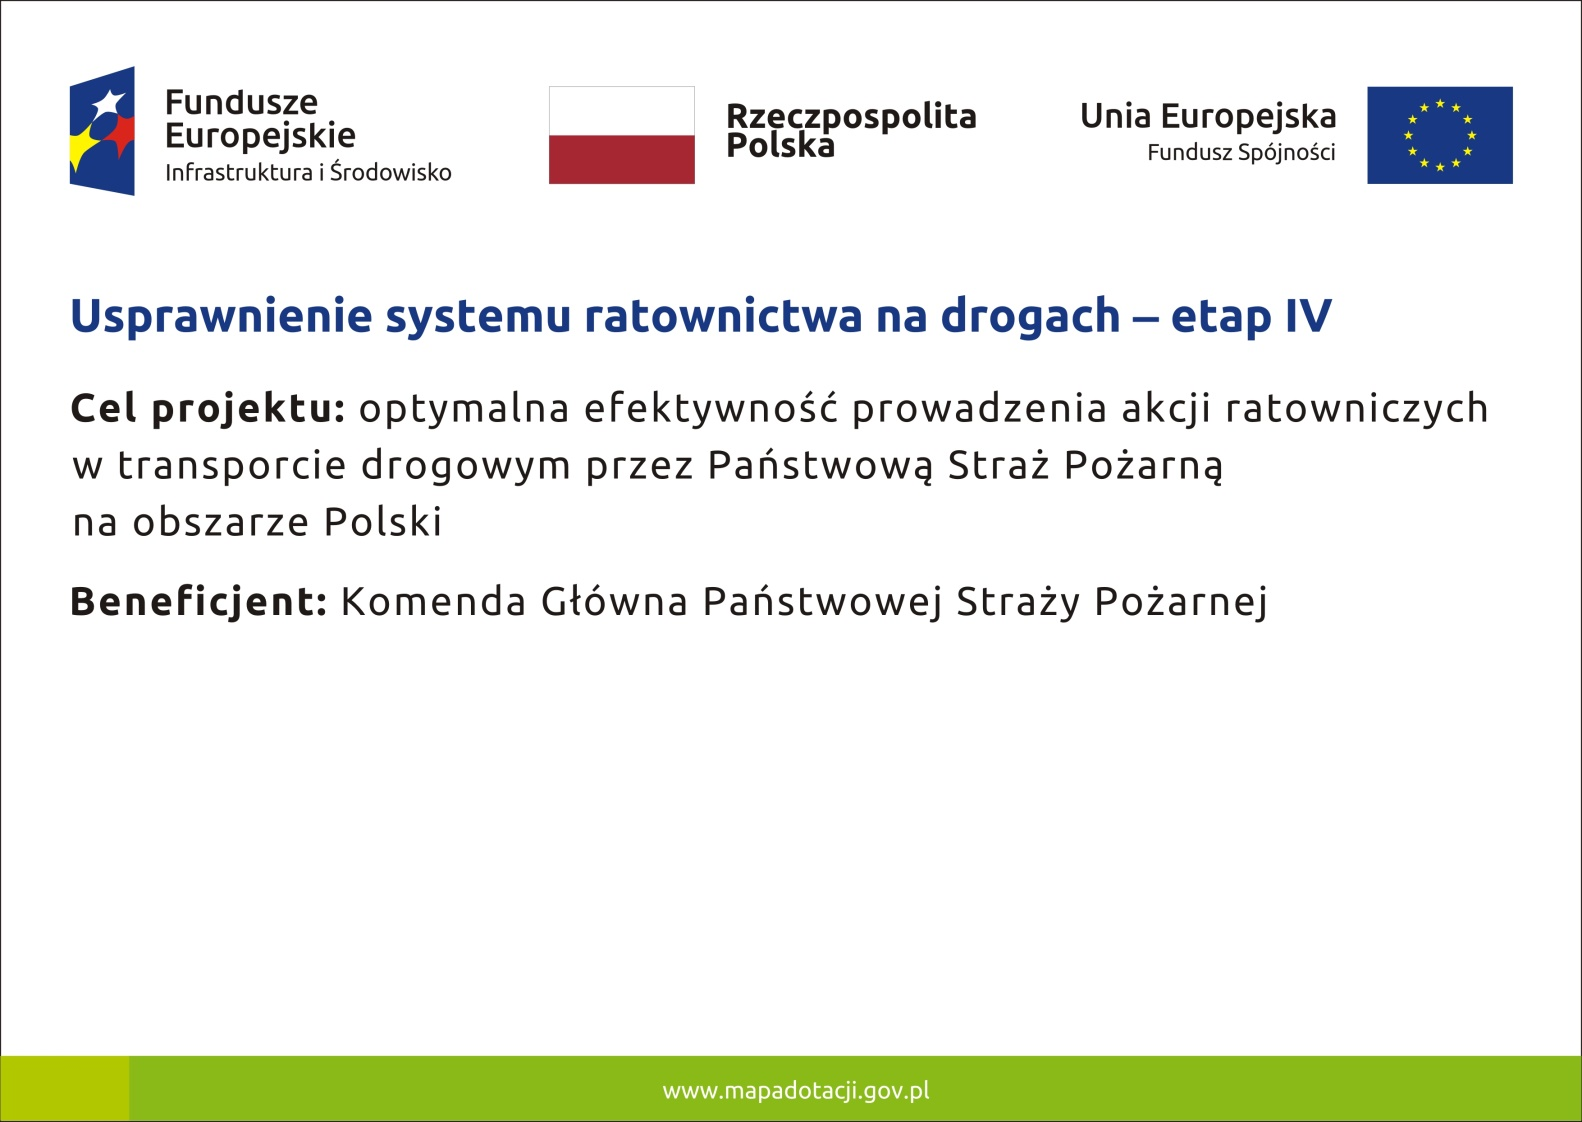 Fundusze
Europejskie
Infrastruktura i Środowisko
Rzeczpospolita
Polska
Unia Europejska
Fundusz Spójności
Usprawnienie systemu ratownictwa na drogach – etap IV
Cel projektu: optymalna efektywność prowadzenia akcji ratowniczych
w transporcie drogowym przez Państwową Straż Pożarną
na obszarze Polski
Beneficjent: Komenda Główna Państwowej Straży Pożarnej
www.mapadotacji.gov.pl